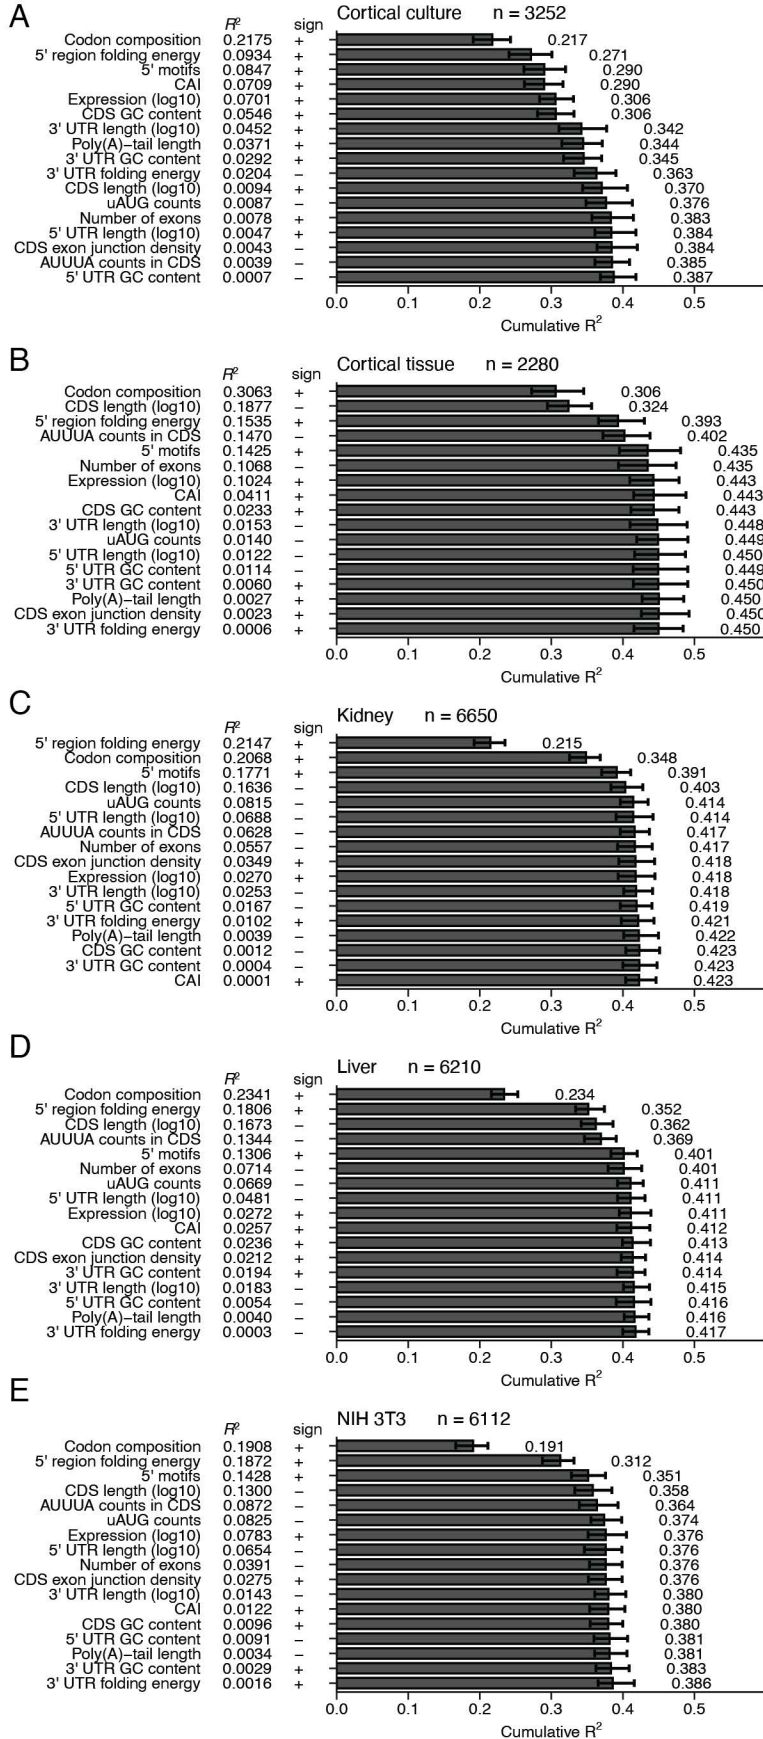 A
Cortical culture n = 3252
R² sign
Codon composition 0.2175 + 0.217
5' region folding energy 0.0934 + 0.271
5' motifs 0.0847 + 0.290
CAI 0.0709 + 0.290
Expression (log10) 0.0701 + 0.306
CDS GC content 0.0546 + 0.306
3' UTR length (log10) 0.0452 + 0.342
Poly(A)−tail length 0.0371 + 0.344
3' UTR GC content 0.0292 + 0.345
3' UTR folding energy 0.0204 − 0.363
CDS length (log10) 0.0094 + 0.370
uAUG counts 0.0087 − 0.376
Number of exons 0.0078 + 0.383
5' UTR length (log10) 0.0047 + 0.384
CDS exon junction density 0.0043 − 0.384
AUUUA counts in CDS 0.0039 − 0.385
5' UTR GC content 0.0007 − 0.387
0.0 0.1 0.2 0.3 0.4 0.5
Cumulative R²
B
Cortical tissue n = 2280
R² sign
Codon composition 0.3063 + 0.306
CDS length (log10) 0.1877 − 0.324
5' region folding energy 0.1535 + 0.393
AUUUA counts in CDS 0.1470 − 0.402
5' motifs 0.1425 + 0.435
Number of exons 0.1068 − 0.435
Expression (log10) 0.1024 + 0.443
CAI 0.0411 + 0.443
CDS GC content 0.0233 + 0.443
3' UTR length (log10) 0.0153 − 0.448
uAUG counts 0.0140 − 0.449
5' UTR length (log10) 0.0122 − 0.450
5' UTR GC content 0.0114 − 0.449
3' UTR GC content 0.0060 + 0.450
Poly(A)−tail length 0.0027 + 0.450
CDS exon junction density 0.0023 + 0.450
3' UTR folding energy 0.0006 + 0.450
0.0 0.1 0.2 0.3 0.4 0.5
Cumulative R²
C
Kidney n = 6650
R² sign
5' region folding energy 0.2147 + 0.215
Codon composition 0.2068 + 0.348
5' motifs 0.1771 + 0.391
CDS length (log10) 0.1636 − 0.403
uAUG counts 0.0815 − 0.414
5' UTR length (log10) 0.0688 − 0.414
AUUUA counts in CDS 0.0628 − 0.417
Number of exons 0.0557 − 0.417
CDS exon junction density 0.0349 + 0.418
Expression (log10) 0.0270 + 0.418
3' UTR length (log10) 0.0253 − 0.418
5' UTR GC content 0.0167 − 0.419
3' UTR folding energy 0.0102 + 0.421
Poly(A)−tail length 0.0039 − 0.422
CDS GC content 0.0012 − 0.423
3' UTR GC content 0.0004 − 0.423
CAI 0.0001 + 0.423
0.0 0.1 0.2 0.3 0.4 0.5
Cumulative R²
D
Liver n = 6210
R² sign
Codon composition 0.2341 + 0.234
5' region folding energy 0.1806 + 0.352
CDS length (log10) 0.1673 − 0.362
AUUUA counts in CDS 0.1344 − 0.369
5' motifs 0.1306 + 0.401
Number of exons 0.0714 − 0.401
uAUG counts 0.0669 − 0.411
5' UTR length (log10) 0.0481 − 0.411
Expression (log10) 0.0272 + 0.411
CAI 0.0257 + 0.412
CDS GC content 0.0236 + 0.413
CDS exon junction density 0.0212 + 0.414
3' UTR GC content 0.0194 + 0.414
3' UTR length (log10) 0.0183 − 0.415
5' UTR GC content 0.0054 − 0.416
Poly(A)−tail length 0.0040 − 0.416
3' UTR folding energy 0.0003 − 0.417
0.0 0.1 0.2 0.3 0.4 0.5
Cumulative R²
E
NIH 3T3 n = 6112
R² sign
Codon composition 0.1908 + 0.191
5' region folding energy 0.1872 + 0.312
5' motifs 0.1428 + 0.351
CDS length (log10) 0.1300 − 0.358
AUUUA counts in CDS 0.0872 − 0.364
uAUG counts 0.0825 − 0.374
Expression (log10) 0.0783 + 0.376
5' UTR length (log10) 0.0654 − 0.376
Number of exons 0.0391 − 0.376
CDS exon junction density 0.0275 + 0.376
3' UTR length (log10) 0.0143 − 0.380
CAI 0.0122 + 0.380
CDS GC content 0.0096 + 0.380
5' UTR GC content 0.0091 − 0.381
Poly(A)−tail length 0.0034 − 0.381
3' UTR GC content 0.0029 + 0.383
3' UTR folding energy 0.0016 + 0.386
0.0 0.1 0.2 0.3 0.4 0.5
Cumulative R²